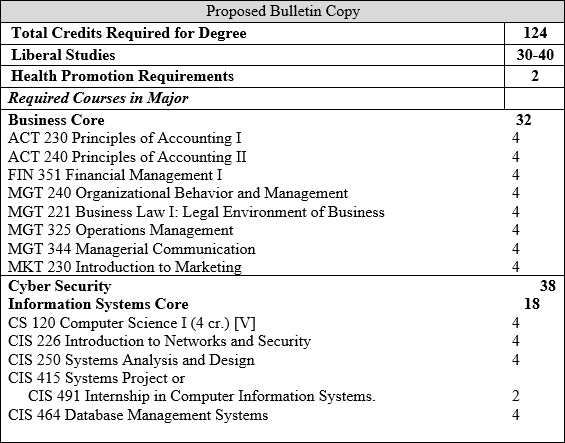 Proposed Bulletin Copy
Total Credits Required for Degree 124
Liberal Studies 30-40
Health Promotion Requirements 2
Required Courses in Major
Business Core 32
ACT 230 Principles of Accounting I 4
ACT 240 Principles of Accounting II 4
FIN 351 Financial Management I 4
MGT 240 Organizational Behavior and Management 4
MGT 221 Business Law I: Legal Environment of Business 4
MGT 325 Operations Management 4
MGT 344 Managerial Communication 4
MKT 230 Introduction to Marketing 4
Cyber Security 38
Information Systems Core 18
CS 120 Computer Science I (4 cr.) [V] 4
CIS 226 Introduction to Networks and Security 4
CIS 250 Systems Analysis and Design 4
CIS 415 Systems Project or
CIS 491 Internship in Computer Information Systems. 2
CIS 464 Database Management Systems 4